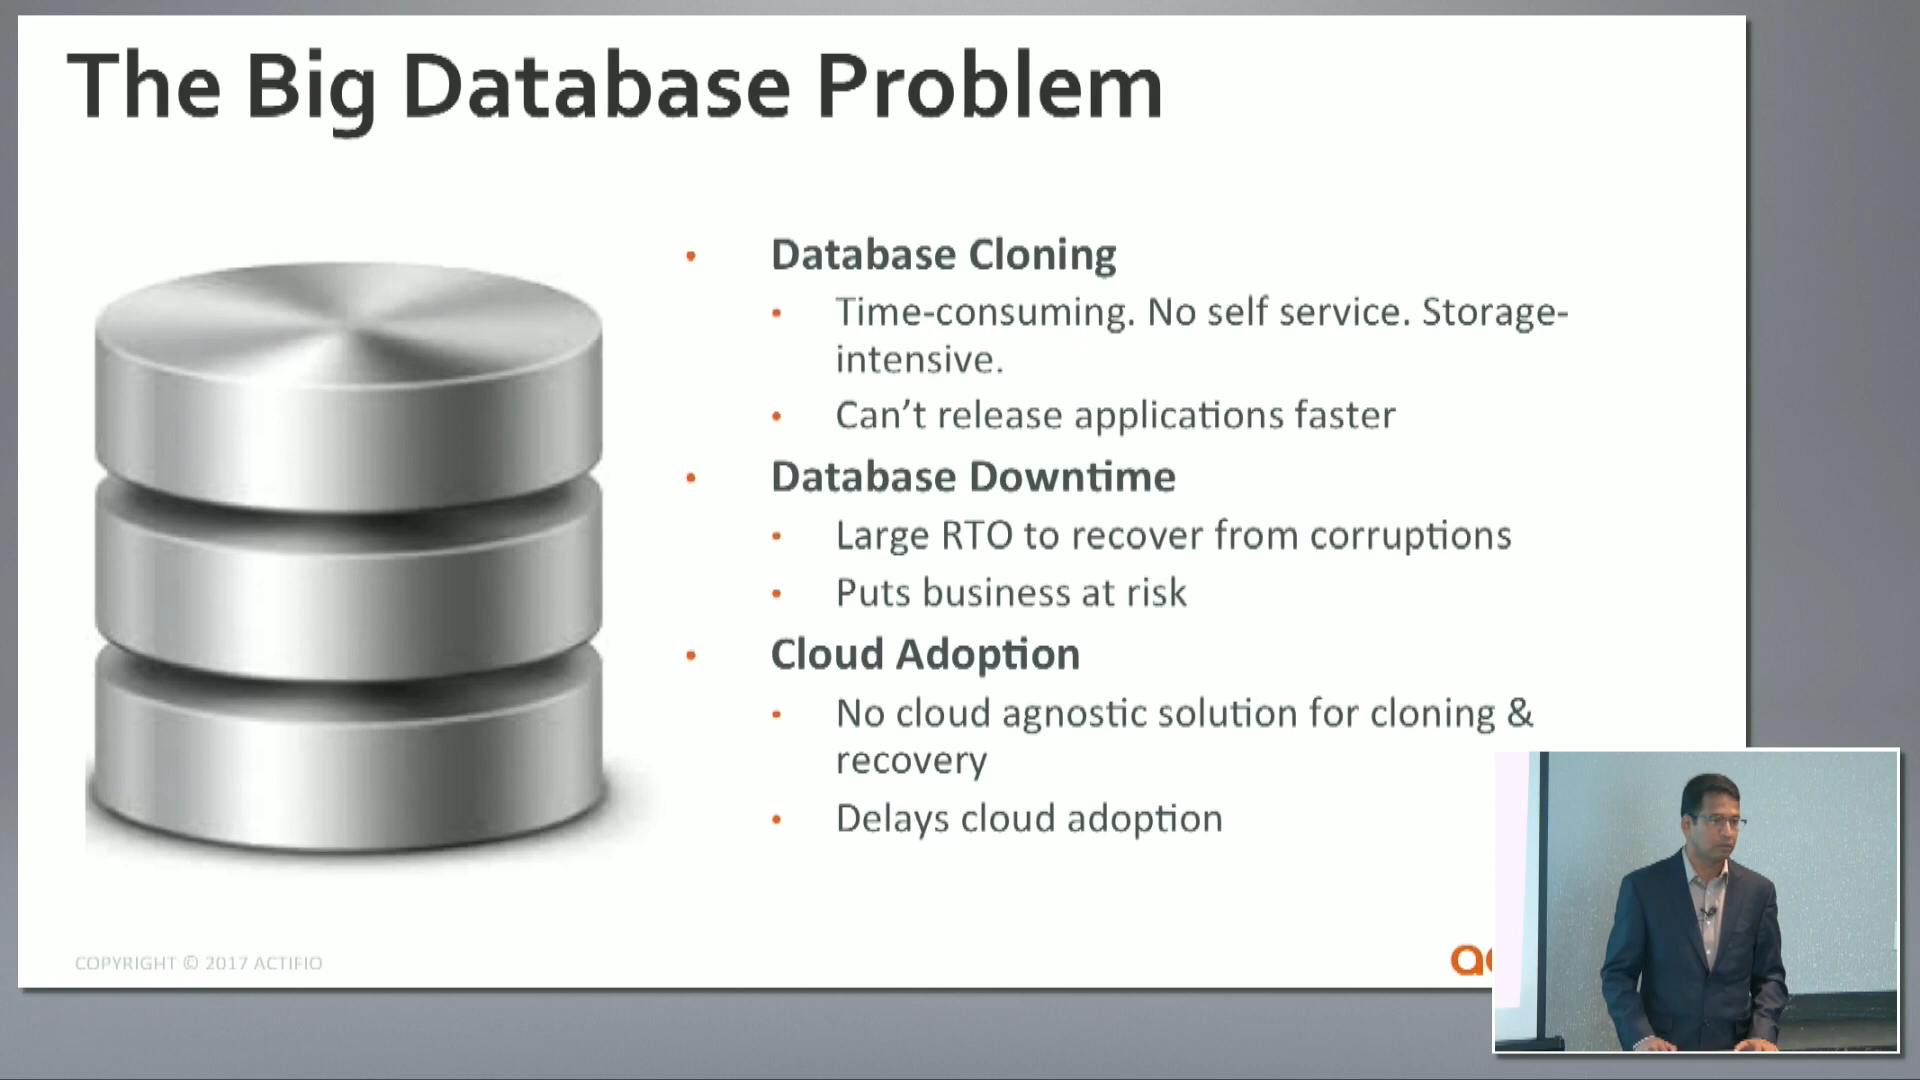 The Big Database Problem
• Database Cloning
• Time-consuming. No self service. Storage-
intensive.
• Can’t release applications faster
• Database Downtime
• Large RTO to recover from corruptions
• Puts business at risk
• Cloud Adoption
• No cloud agnostic solution for cloning &
recovery
• Delays cloud adoption
COPYRIGHT © 2017 ACTIFIO